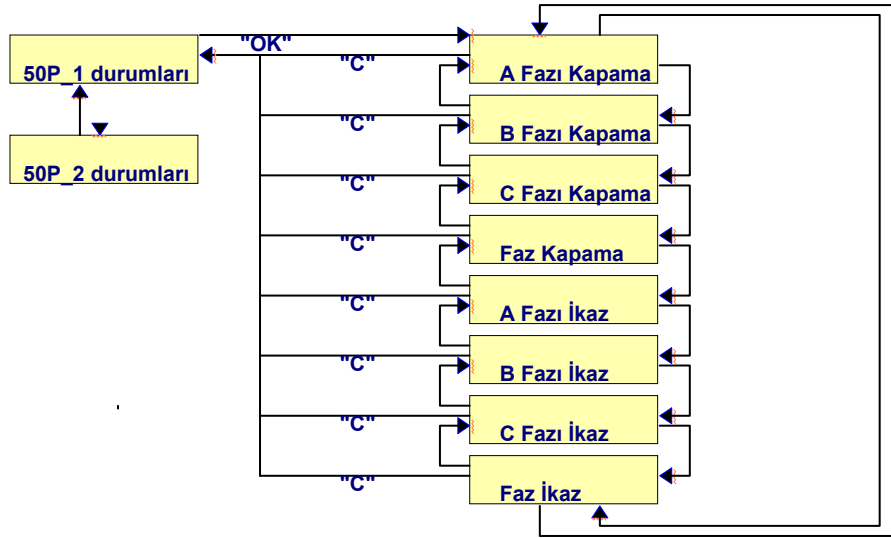 "OK"
50P_1 durumları
"C"
A Fazı Kapama
"C"
B Fazı Kapama
50P_2 durumları
"C"
C Fazı Kapama
"C"
Faz Kapama
"C"
A Fazı İkaz
"C"
B Fazı İkaz
"C"
C Fazı İkaz
"C"
Faz İkaz